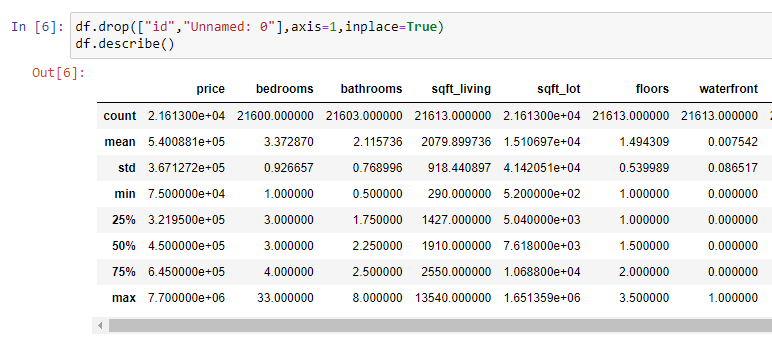 In [6]: df.drop(["id","Unnamed: 0"],axis=1,inplace=True)
df.describe()
Out[6]:
price bedrooms bathrooms sqft_living sqft_lot floors waterfront
count 2.161300e+04 21600.000000 21603.000000 21613.000000 2.161300e+04 21613.000000 21613.000000 2
mean 5.400881e+05 3.372870 2.115736 2079.899736 1.510697e+04 1.494309 0.007542
std 3.671272e+05 0.926657 0.768996 918.440897 4.142051e+04 0.539989 0.086517
min 7.500000e+04 1.000000 0.500000 290.000000 5.200000e+02 1.000000 0.000000
25% 3.219500e+05 3.000000 1.750000 1427.000000 5.040000e+03 1.000000 0.000000
50% 4.500000e+05 3.000000 2.250000 1910.000000 7.618000e+03 1.500000 0.000000
75% 6.450000e+05 4.000000 2.500000 2550.000000 1.068800e+04 2.000000 0.000000
max 7.700000e+06 33.000000 8.000000 13540.000000 1.651359e+06 3.500000 1.000000